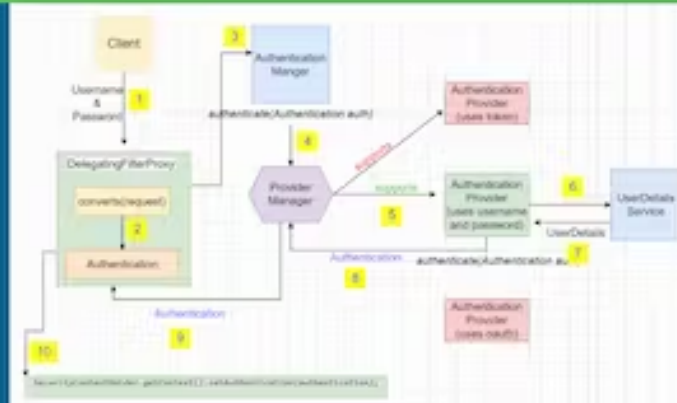 Client
3
Authentication
Manger
Username
&
Password
1
authenticate(Authentication auth)
4
DelegatingFilterProxy
converts(request)
2
Authentication
Provider
Manager
supports
supports
5
Authentication
Provider
(uses token)
Authentication
Provider
(uses username
and password)
6
UserDetails
Service
UserDetails
7
Authentication
authenticate(Authentication au
8
Authentication
9
Authentication
Provider
(uses oauth)
10
SecurityContextHolder.getContext().setAuthentication(authentication);